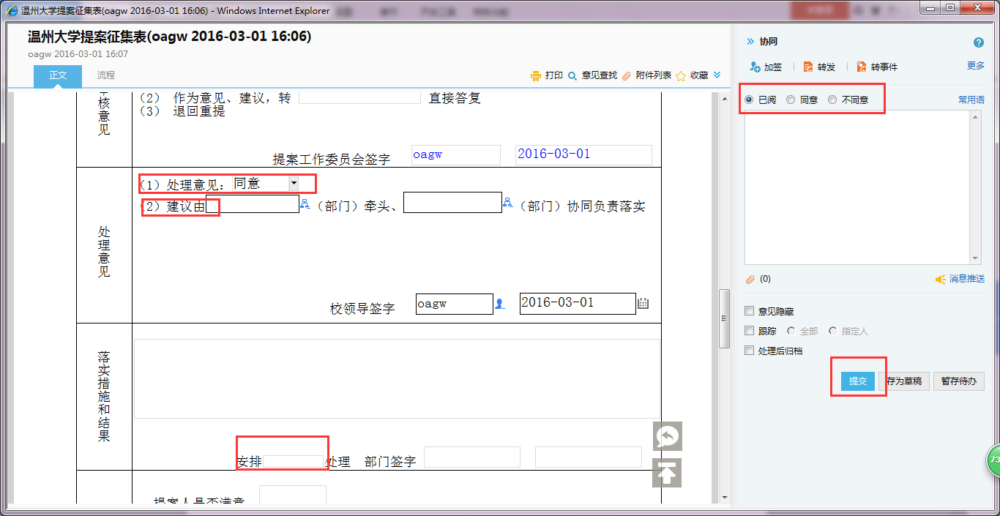 温州大学提案征集表(oagw 2016-03-01 16:06) - Windows Internet Explorer
温州大学提案征集表(oagw 2016-03-01 16:06)
oagw 2016-03-01 16:07
正文 流程
打印 意见查找 附件列表 收藏
核意见
(2) 作为意见、建议，转 直接答复
(3) 退回重提
提案工作委员会签字 oagw 2016-03-01
处理意见
(1)处理意见： 同意
(2)建议由 (部门)牵头、 (部门)协同负责落实
校领导签字 oagw 2016-03-01
落实措施和结果
安排 处理 部门签字
提案人是否满意
协同
加签 转发 转事件 更多
已阅 同意 不同意 常用语
(0) 消息推送
意见隐藏
跟踪 全部 指定人
处理后归档
提交 存为草稿 暂存待办
73